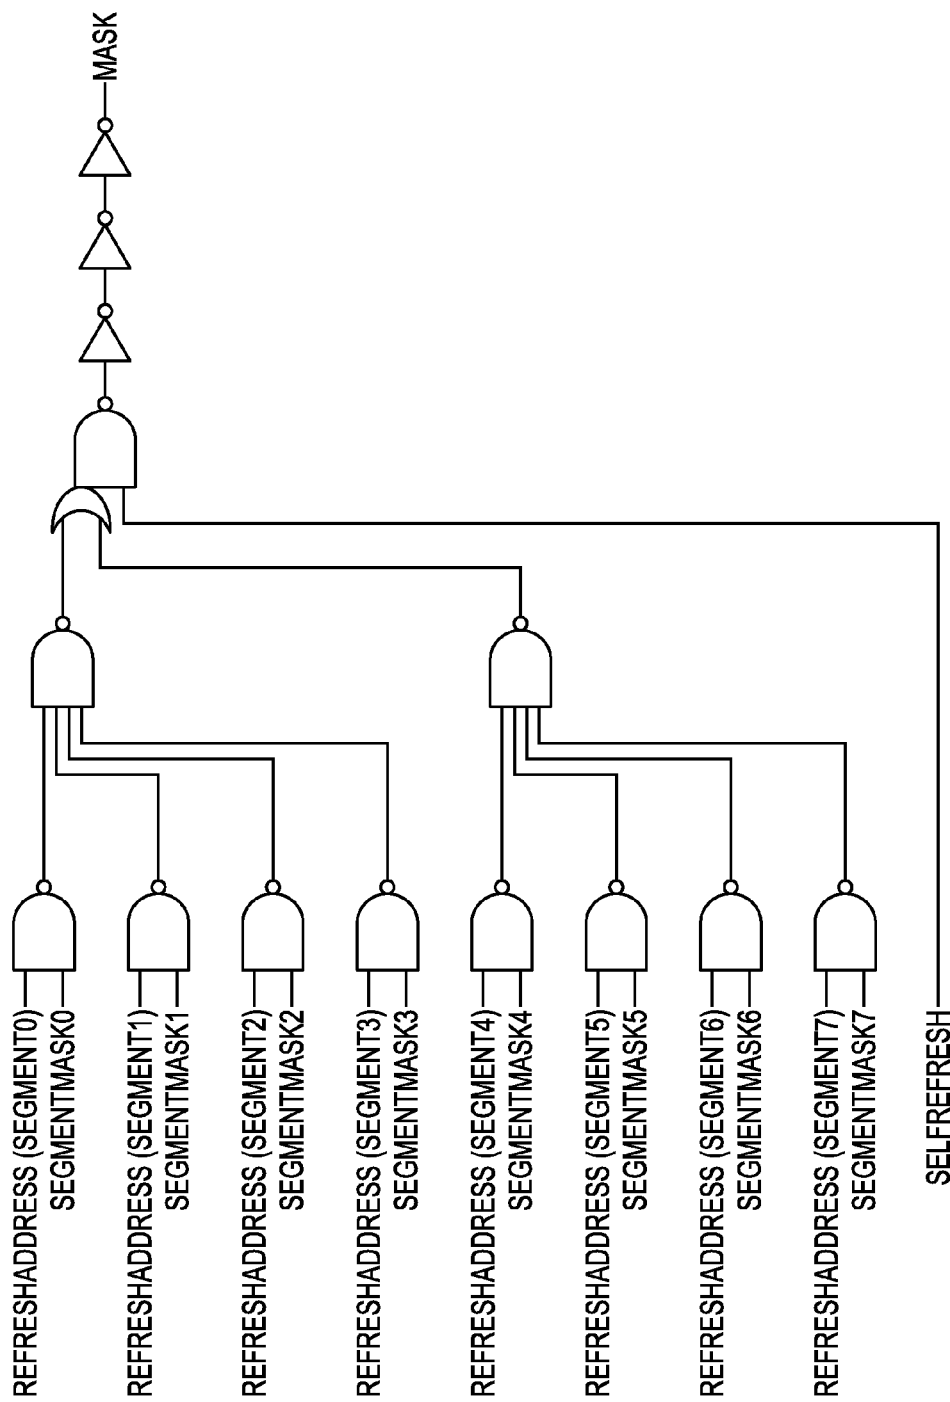 REFRESHADDRESS (SEGMENT0)
SEGMENTMASK0
REFRESHADDRESS (SEGMENT1)
SEGMENTMASK1
REFRESHADDRESS (SEGMENT2)
SEGMENTMASK2
REFRESHADDRESS (SEGMENT3)
SEGMENTMASK3
REFRESHADDRESS (SEGMENT4)
SEGMENTMASK4
REFRESHADDRESS (SEGMENT5)
SEGMENTMASK5
REFRESHADDRESS (SEGMENT6)
SEGMENTMASK6
REFRESHADDRESS (SEGMENT7)
SEGMENTMASK7
SELFREFRESH
MASK